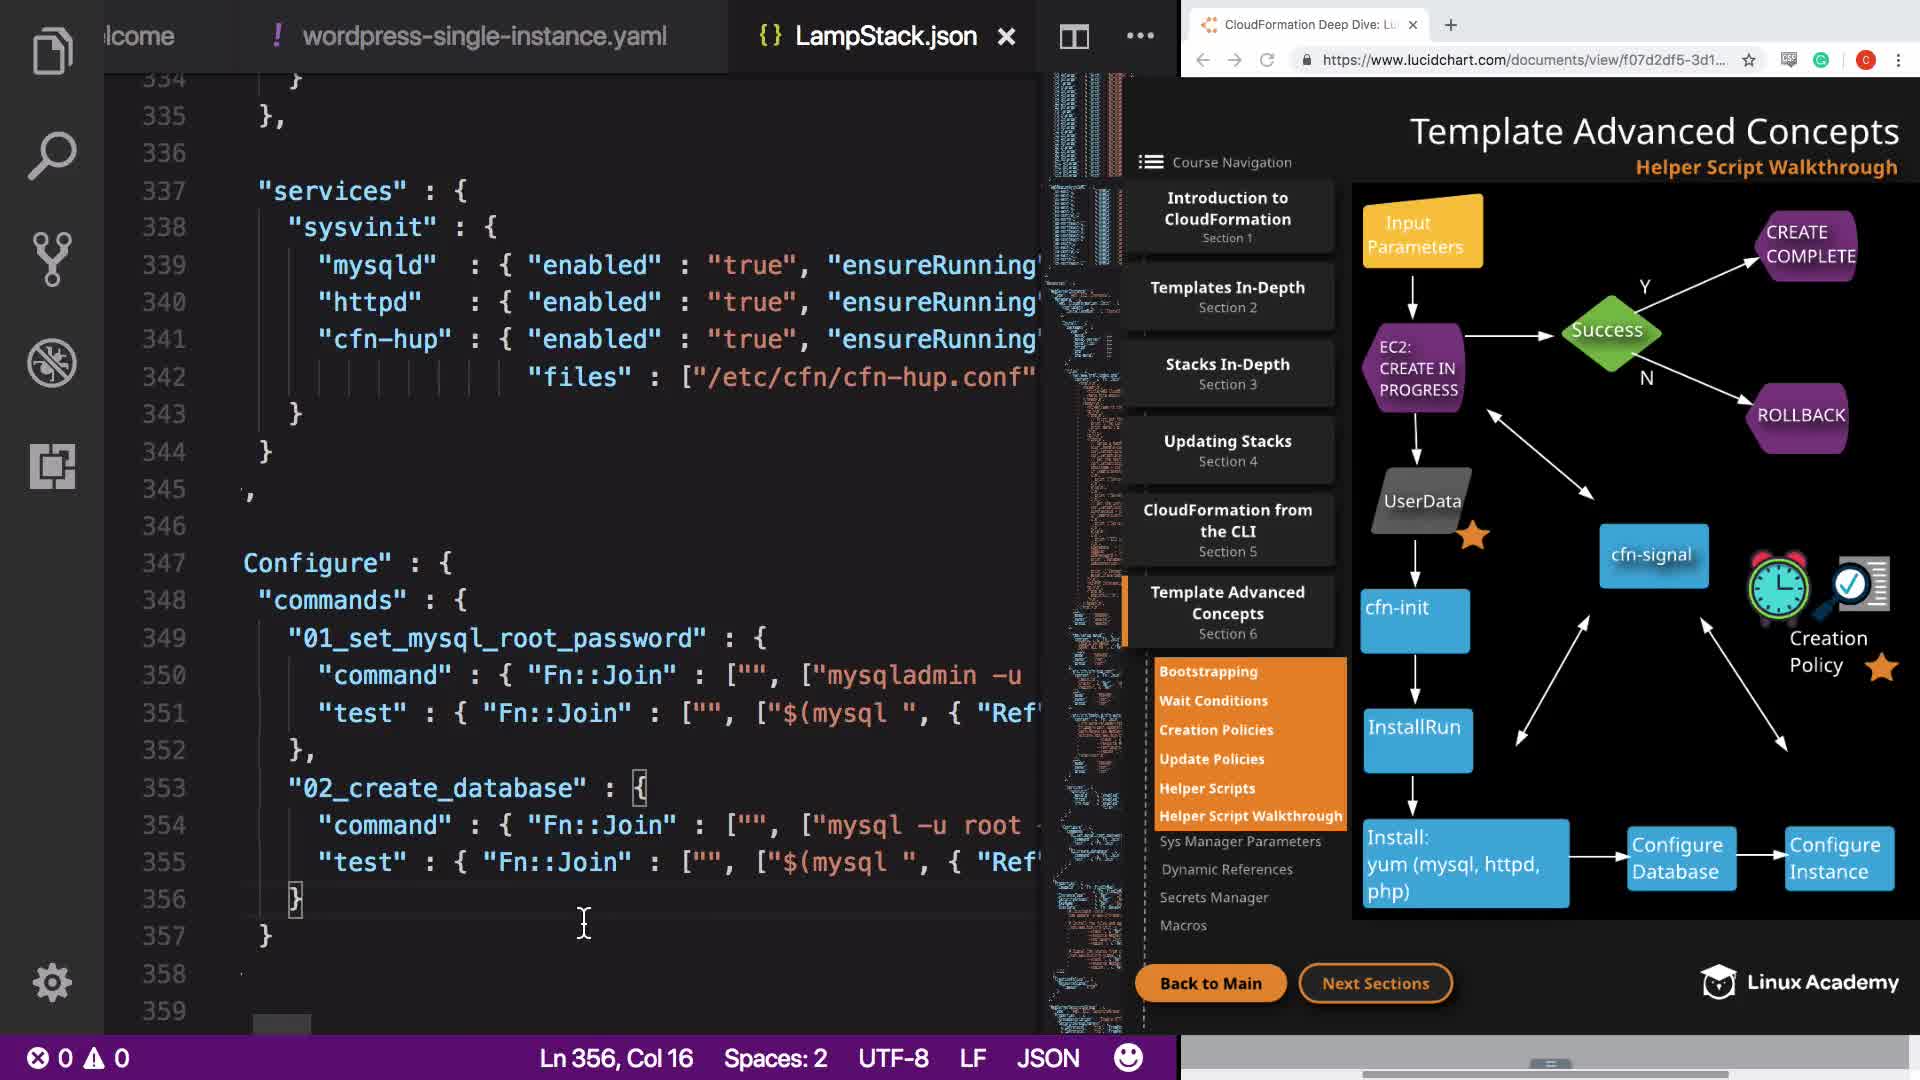 lcome
! wordpress-single-instance.yaml
{} LampStack.json
334 }
335 },
336
337 "services" : {
338 "sysvinit" : {
339 "mysqld" : { "enabled" : "true", "ensureRunning"
340 "httpd" : { "enabled" : "true", "ensureRunning"
341 "cfn-hup" : { "enabled" : "true", "ensureRunning"
342 "files" : ["/etc/cfn/cfn-hup.conf"
343 }
344 }
345 ,
346
347 Configure" : {
348 "commands" : {
349 "01_set_mysql_root_password" : {
350 "command" : { "Fn::Join" : ["", ["mysqladmin -u
351 "test" : { "Fn::Join" : ["", ["$(mysql ", { "Ref"
352 },
353 "02_create_database" : {
354 "command" : { "Fn::Join" : ["", ["mysql -u root -
355 "test" : { "Fn::Join" : ["", ["$(mysql ", { "Ref"
356 }
357 }
358
359
0 0
Ln 356, Col 16
Spaces: 2
UTF-8
LF
JSON
CloudFormation Deep Dive: Lu
https://www.lucidchart.com/documents/view/f07d2df5-3d1...
C
Template Advanced Concepts
Helper Script Walkthrough
Course Navigation
Introduction to
CloudFormation
Section 1
Templates In-Depth
Section 2
Stacks In-Depth
Section 3
Updating Stacks
Section 4
CloudFormation from
the CLI
Section 5
Template Advanced
Concepts
Section 6
Bootstrapping
Wait Conditions
Creation Policies
Update Policies
Helper Scripts
Helper Script Walkthrough
Sys Manager Parameters
Dynamic References
Secrets Manager
Macros
Back to Main
Next Sections
Input
Parameters
EC2:
CREATE IN
PROGRESS
Success
Y
N
CREATE
COMPLETE
ROLLBACK
UserData
cfn-signal
Creation
Policy
cfn-init
InstallRun
Install:
yum (mysql, httpd,
php)
Configure
Database
Configure
Instance
Linux Academy